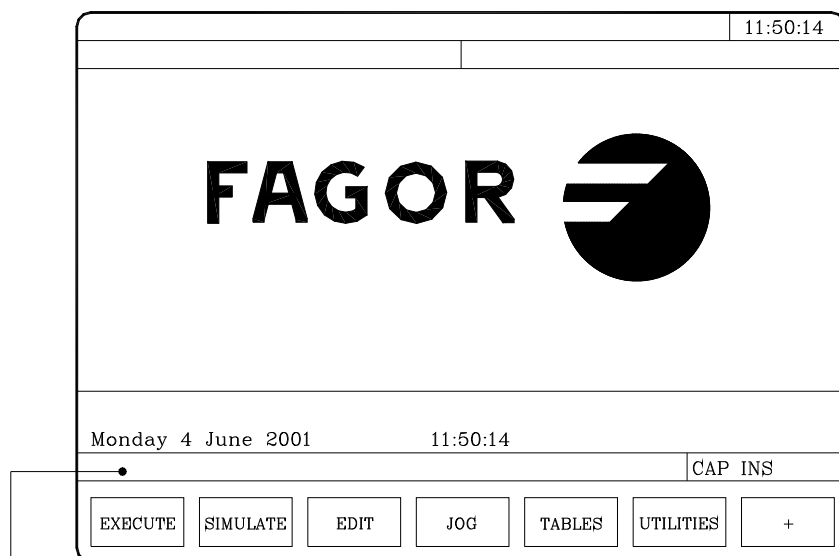 11:50:14
FAGOR
Monday 4 June 2001 11:50:14
CAP INS
EXECUTE SIMULATE EDIT JOG TABLES UTILITIES +